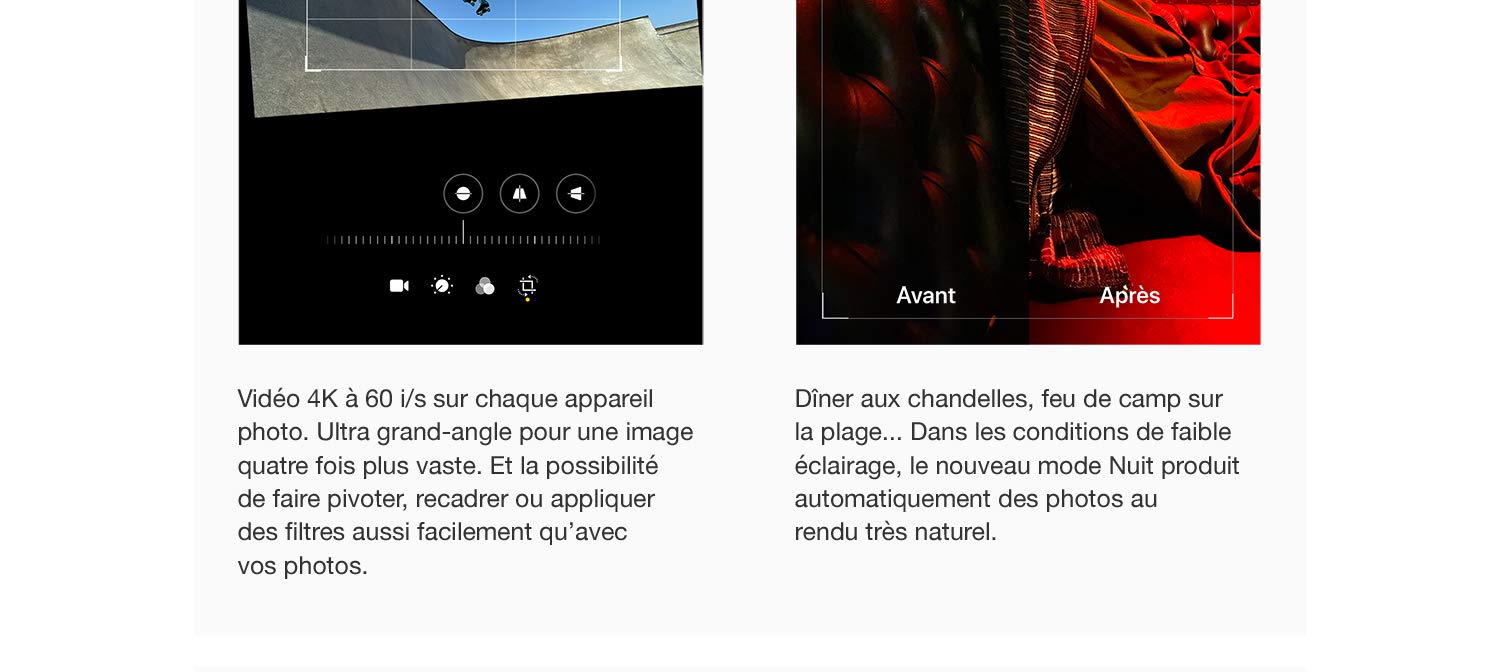 Avant
Après
Vidéo 4K à 60 i/s sur chaque appareil
photo. Ultra grand-angle pour une image
quatre fois plus vaste. Et la possibilité
de faire pivoter, recadrer ou appliquer
des filtres aussi facilement qu’avec
vos photos.
Dîner aux chandelles, feu de camp sur
la plage... Dans les conditions de faible
éclairage, le nouveau mode Nuit produit
automatiquement des photos au
rendu très naturel.